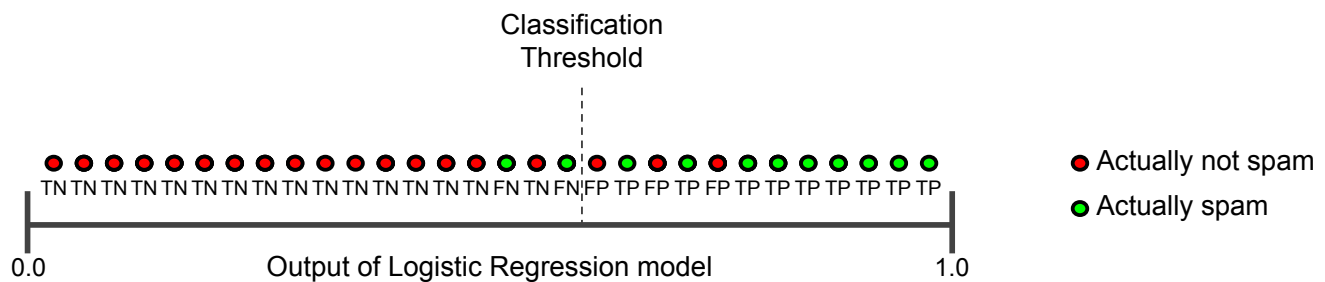 Classification
Threshold
TN TN TN TN TN TN TN TN TN TN TN TN TN TN TN FN TN FN FP TP FP TP FP TP TP TP TP TP TP TP
Actually not spam
Actually spam
0.0 Output of Logistic Regression model 1.0